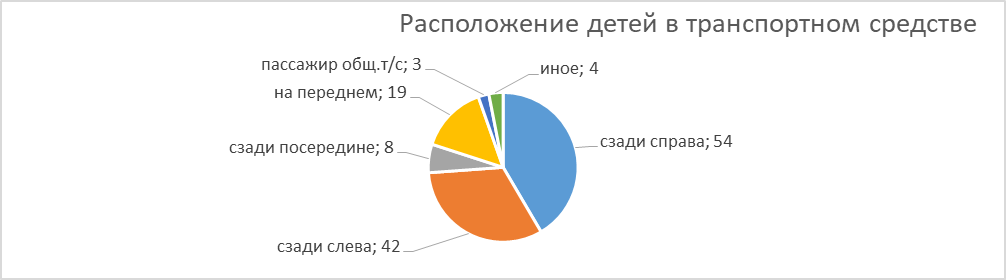 Расположение детей в транспортном средстве
пассажир общ.т/с; 3
иное; 4
на переднем; 19
сзади справа; 54
сзади посередине; 8
сзади слева; 42